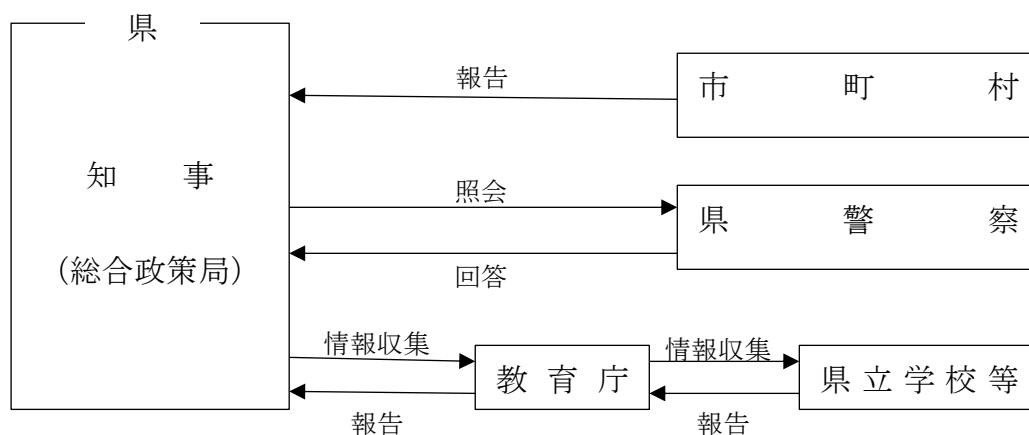 県
報告
市町村
知事
照会
県警察
(総合政策局)
回答
情報収集
情報収集
教育庁
県立学校等
報告
報告